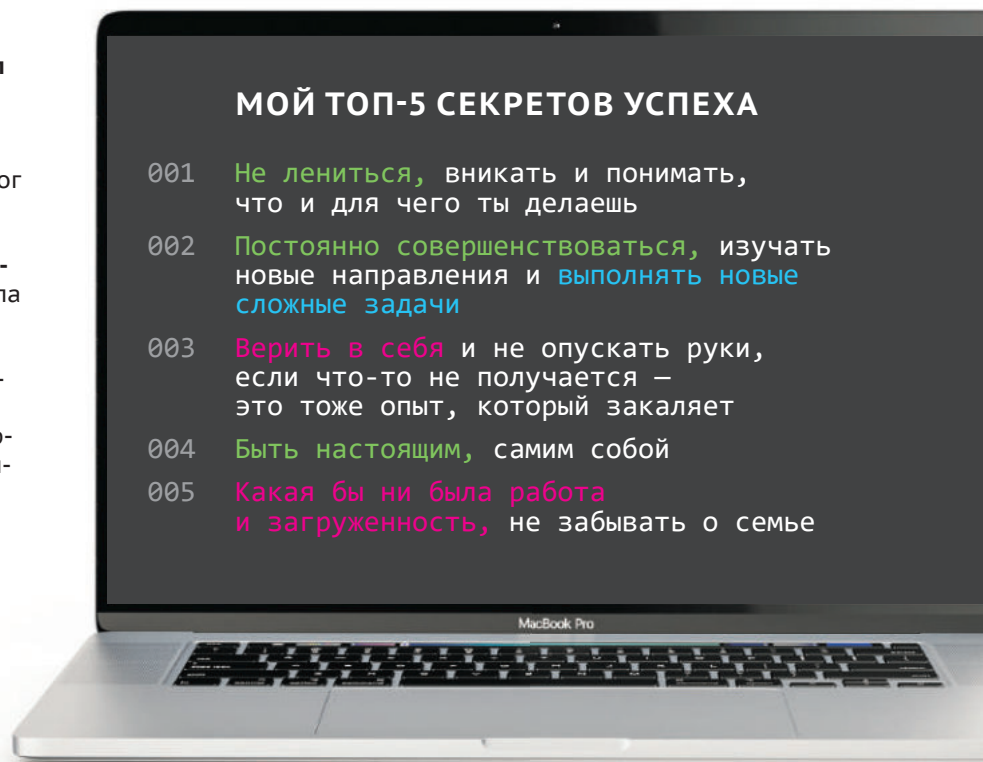 ог
МОЙ ТОП-5 СЕКРЕТОВ УСПЕХА
001 Не лениться, вникать и понимать,
что и для чего ты делаешь
002 Постоянно совершенствоваться, изучать
новые направления и выполнять новые
сложные задачи
003 Верить в себя и не опускать руки,
если что-то не получается —
это тоже опыт, который закаляет
004 Быть настоящим, самим собой
005 Какая бы ни была работа
и загруженность, не забывать о семье
MacBook Pro